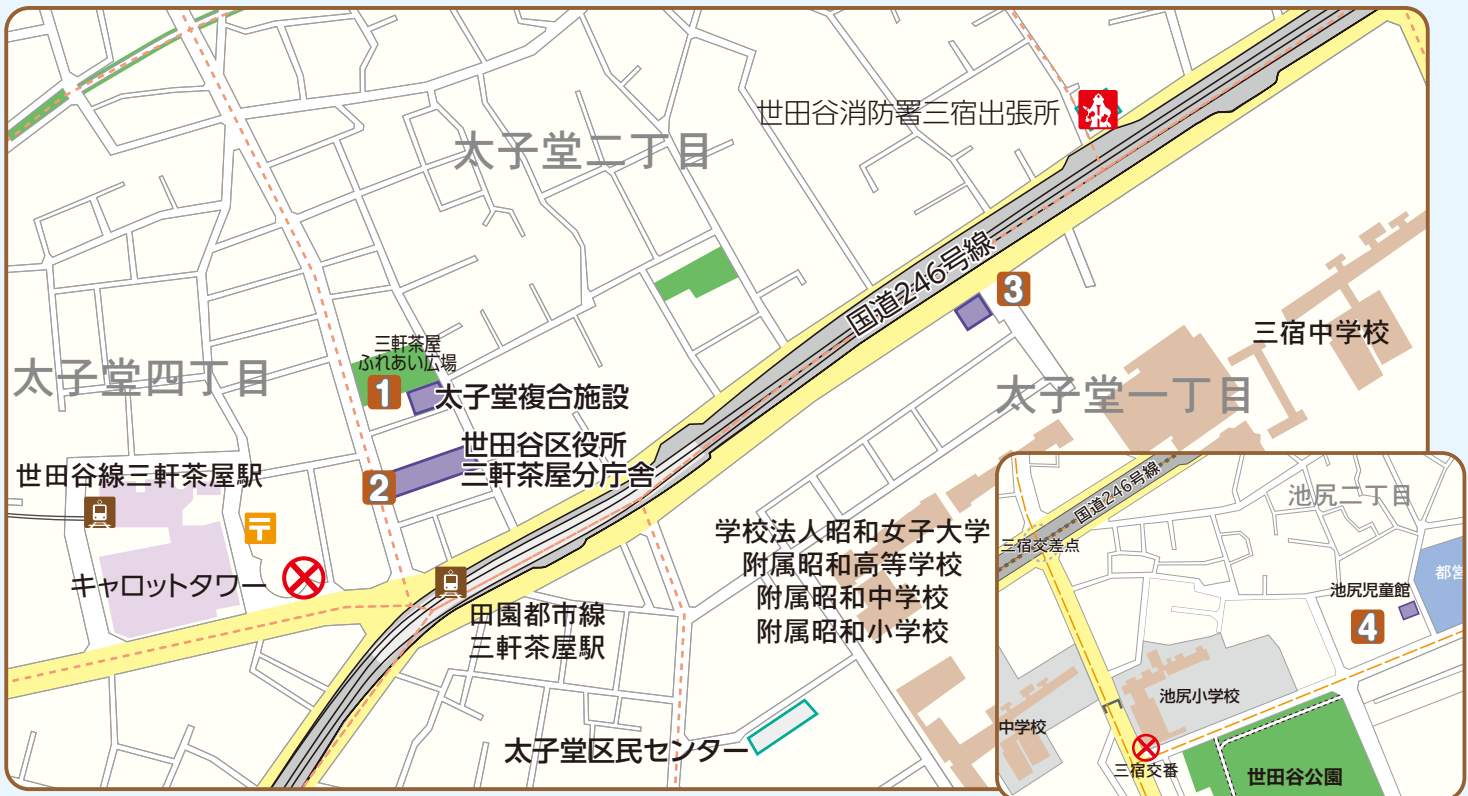 世田谷消防署三宿出張所
太子堂二丁目
国道246号線
3
三宿中学校
三軒茶屋
ふれあい広場
太子堂四丁目
1
太子堂複合施設
太子堂一丁目
世田谷区役所
三軒茶屋分庁舎
2
世田谷線三軒茶屋駅
キャロットタワー
田園都市線
三軒茶屋駅
学校法人昭和女子大学
附属昭和高等学校
附属昭和中学校
附属昭和小学校
太子堂区民センター
国道246号線
池尻二丁目
三宿交差点
都営
池尻児童館
4
池尻小学校
中学校
三宿交番
世田谷公園